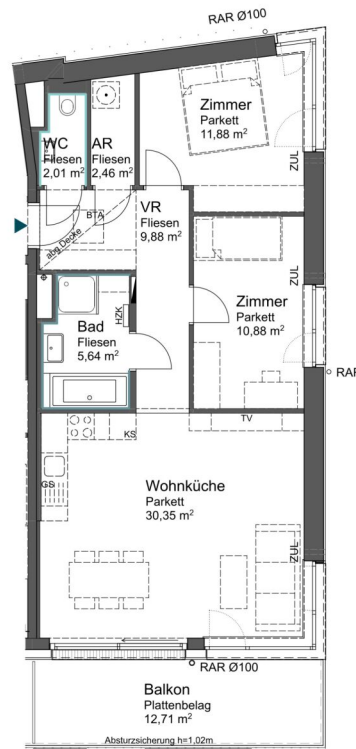 RAR Ø100
Zimmer
Parkett
11,88 m²
ZUL
WC
Fliesen
2,01 m²
AR
Fliesen
2,46 m²
BTA
abg Decke
VR
Fliesen
9,88 m²
Zimmer
Parkett
10,88 m²
ZUL
Bad
Fliesen
5,64 m²
HZK
RAR
TV
KS
GS
Wohnküche
Parkett
30,35 m²
ZUL
RAR Ø100
Balkon
Plattenbelag
12,71 m²
Absturzsicherung h=1,02m